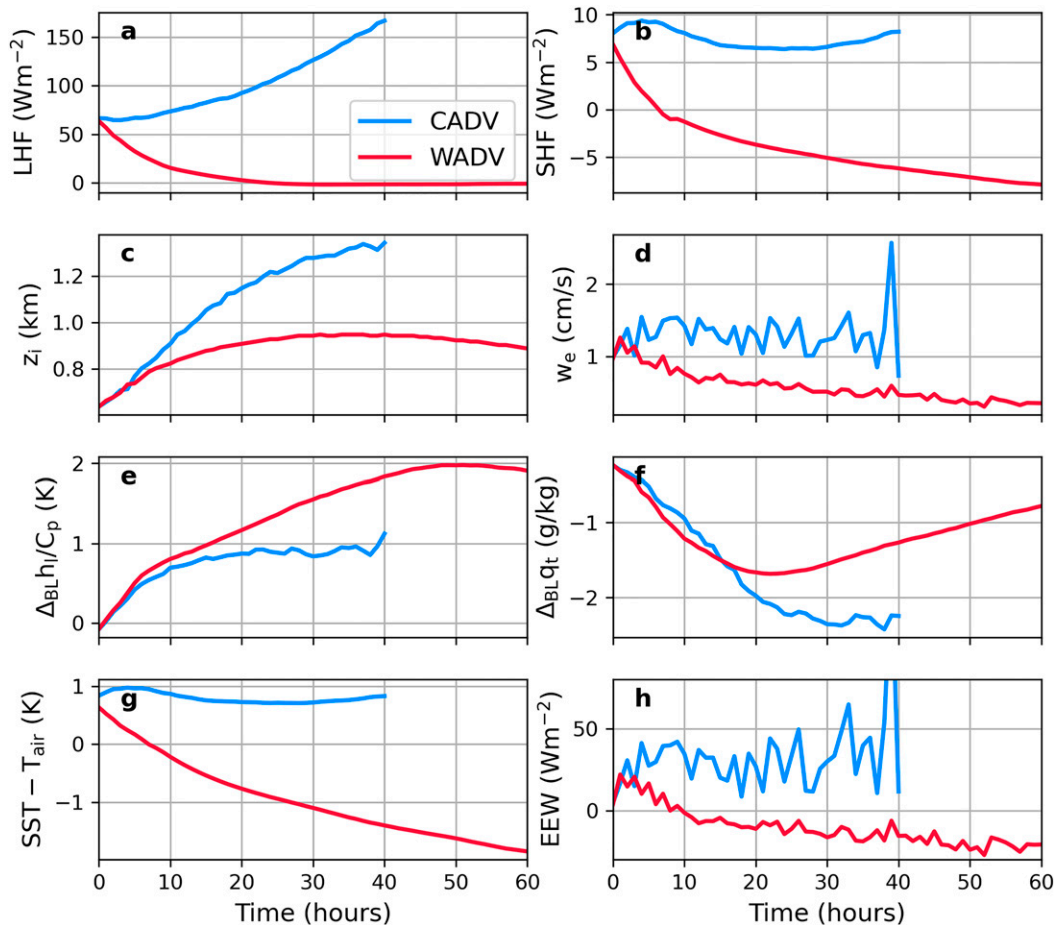 a
LHF (Wm⁻²)
150
100
50
0
CADV
WADV
b
SHF (Wm⁻²)
10
5
0
−5
c
zᵢ (km)
1.2
1.0
0.8
d
wₑ (cm/s)
2
1
e
Δ_BL hₗ/Cₚ (K)
2
1
0
f
Δ_BL qₜ (g/kg)
−1
−2
g
SST − T_air (K)
1
0
−1
0 10 20 30 40 50 60
Time (hours)
h
EEW (Wm⁻²)
50
0
0 10 20 30 40 50 60
Time (hours)